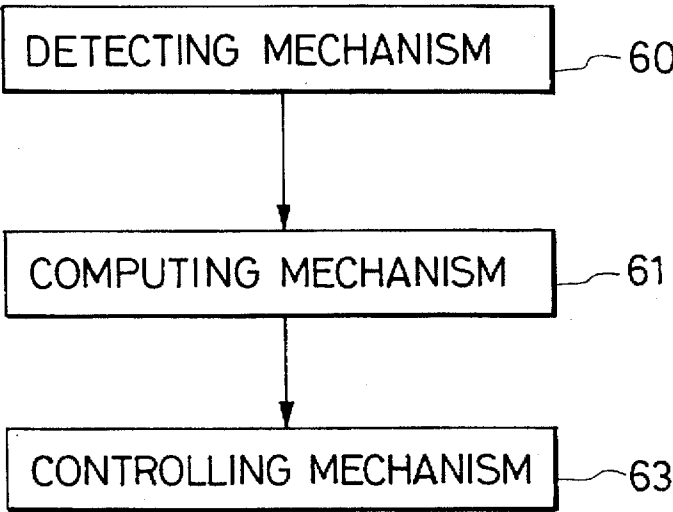 DETECTING MECHANISM
60
COMPUTING MECHANISM
61
CONTROLLING MECHANISM
63